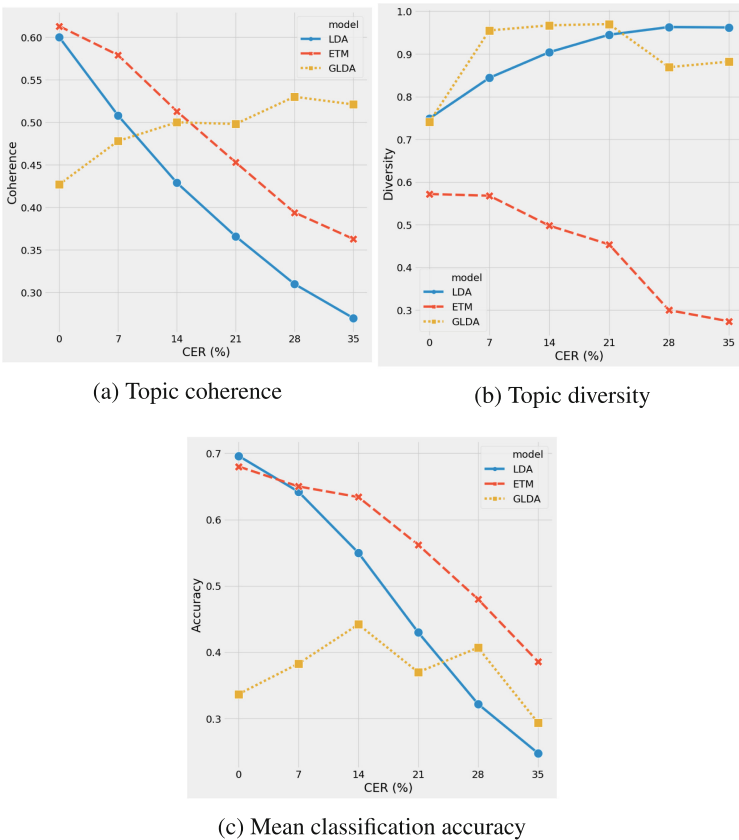 model
LDA
ETM
GLDA
0.60
0.55
0.50
0.45
0.40
0.35
0.30
Coherence
0 7 14 21 28 35
CER (%)
(a) Topic coherence
1.0
0.9
0.8
0.7
0.6
0.5
0.4
0.3
Diversity
model
LDA
ETM
GLDA
0 7 14 21 28 35
CER (%)
(b) Topic diversity
model
LDA
ETM
GLDA
0.7
0.6
0.5
0.4
0.3
Accuracy
0 7 14 21 28 35
CER (%)
(c) Mean classification accuracy